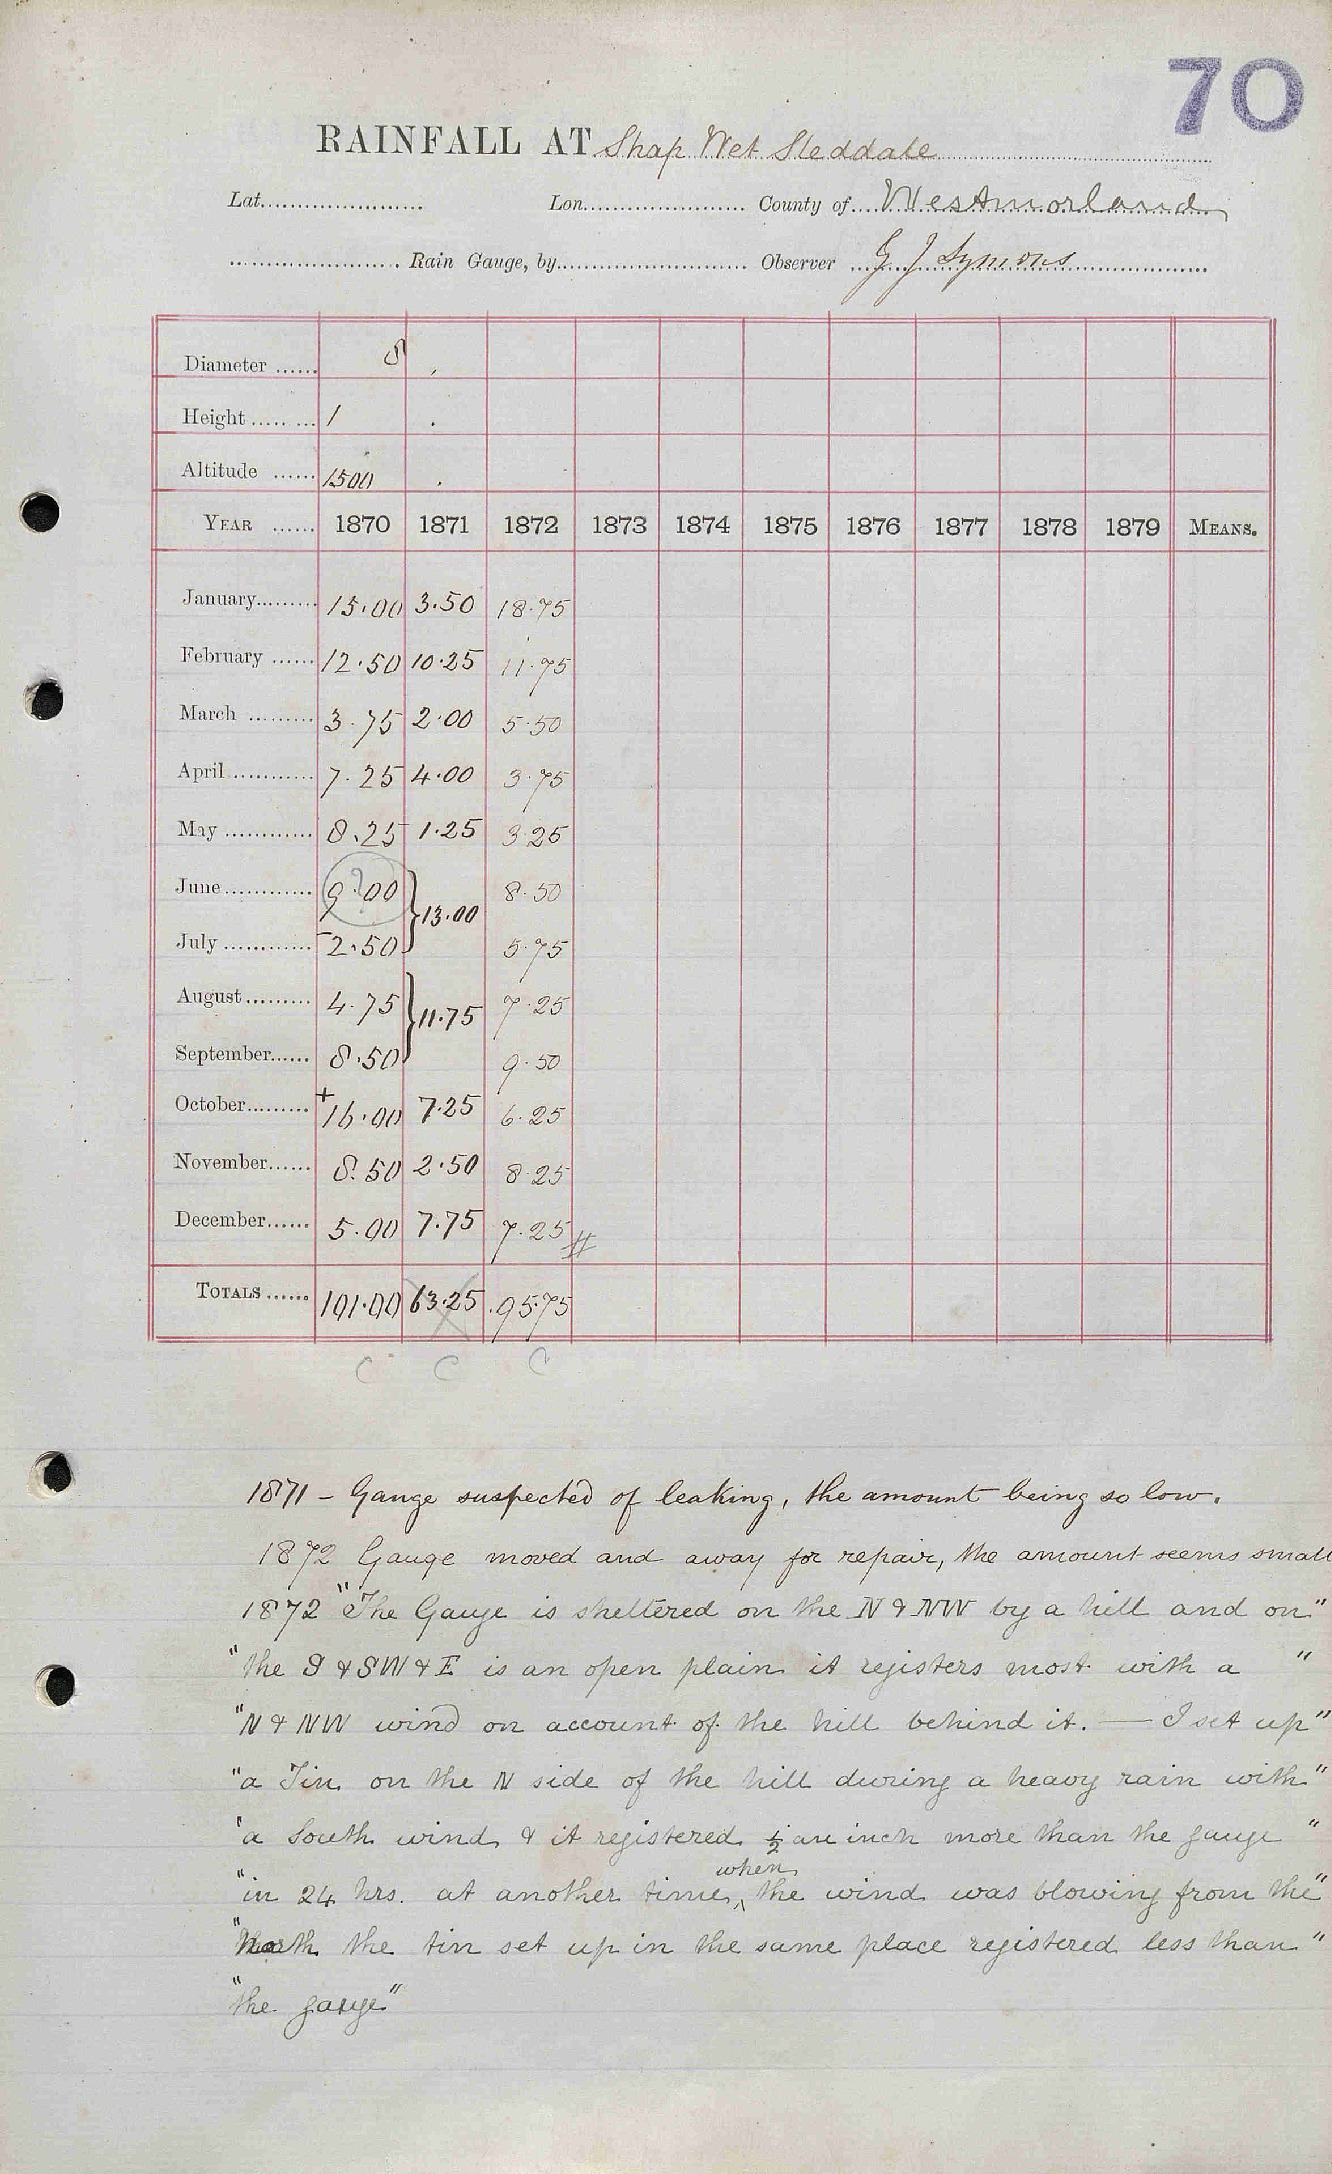 70
RAINFALL AT Shap Wet Sleddale
Lat. Lon. County of Westmorland
Rain Gauge, by Observer G J Symons
Diameter 8
Height 1
Altitude 1500
YEAR 1870 1871 1872 1873 1874 1875 1876 1877 1878 1879 MEANS.
January 15.00 3.50 18.75
February 12.50 10.25 11.75
March 3.75 2.00 5.50
April 7.25 4.00 3.75
May 8.25 1.25 3.25
June 9.00 ? } 13.00 8.50
July 2.50 5.75
August 4.75 } 11.75 7.25
September 8.50 9.50
October + 16.00 7.25 6.25
November 8.50 2.50 8.25
December 5.00 7.75 7.25 #
TOTALS 101.00 63.25 95.75
C C C
1871 – Gauge suspected of leaking, the amount being so low.
1872 Gauge moved and away for repair, the amount seems small
1872 "The Gauge is sheltered on the N & NW by a hill and on"
"the S & SW & E is an open plain it registers most with a "
"N & NW wind on account of the hill behind it. — I set up"
"a Tin on the N side of the hill during a heavy rain with"
"a South wind & it registered ½ an inch more than the gauge "
"in 24 hrs. at another time when the wind was blowing from the"
"North the tin set up in the same place registered less than "
"the gauge"